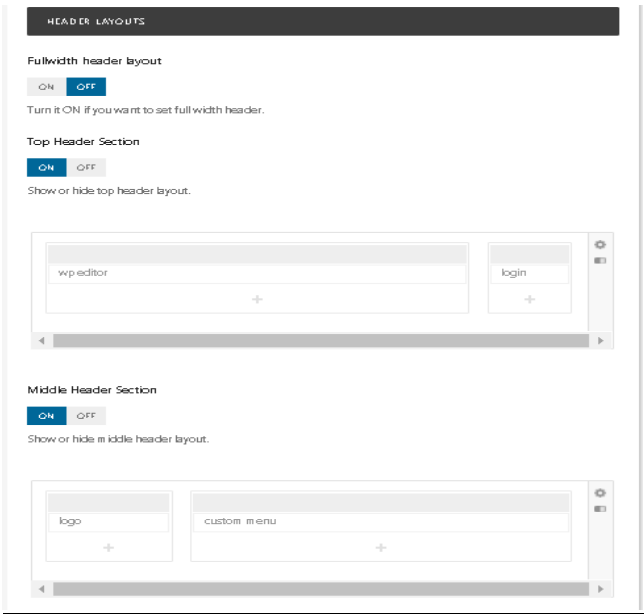 HEADER LAYOUTS
Fullwidth header layout
ON OFF
Turn it ON if you want to set full width header.
Top Header Section
ON OFF
Show or hide top header layout.
wp editor login
+ +
Middle Header Section
ON OFF
Show or hide middle header layout.
logo custom menu
+ +